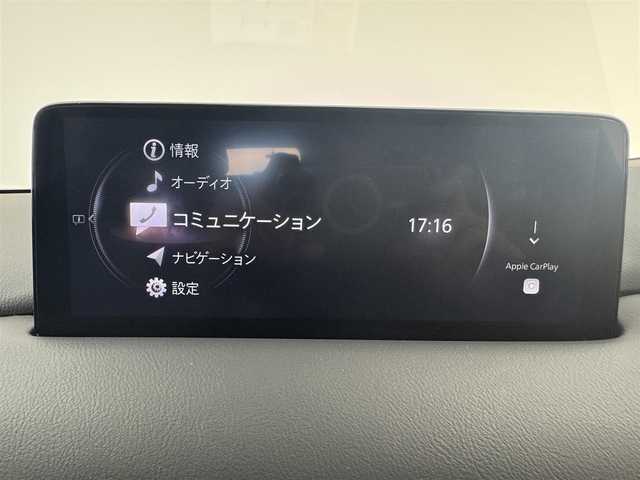 情報
オーディオ
コミュニケーション
17:16
ナビゲーション
Apple CarPlay
設定